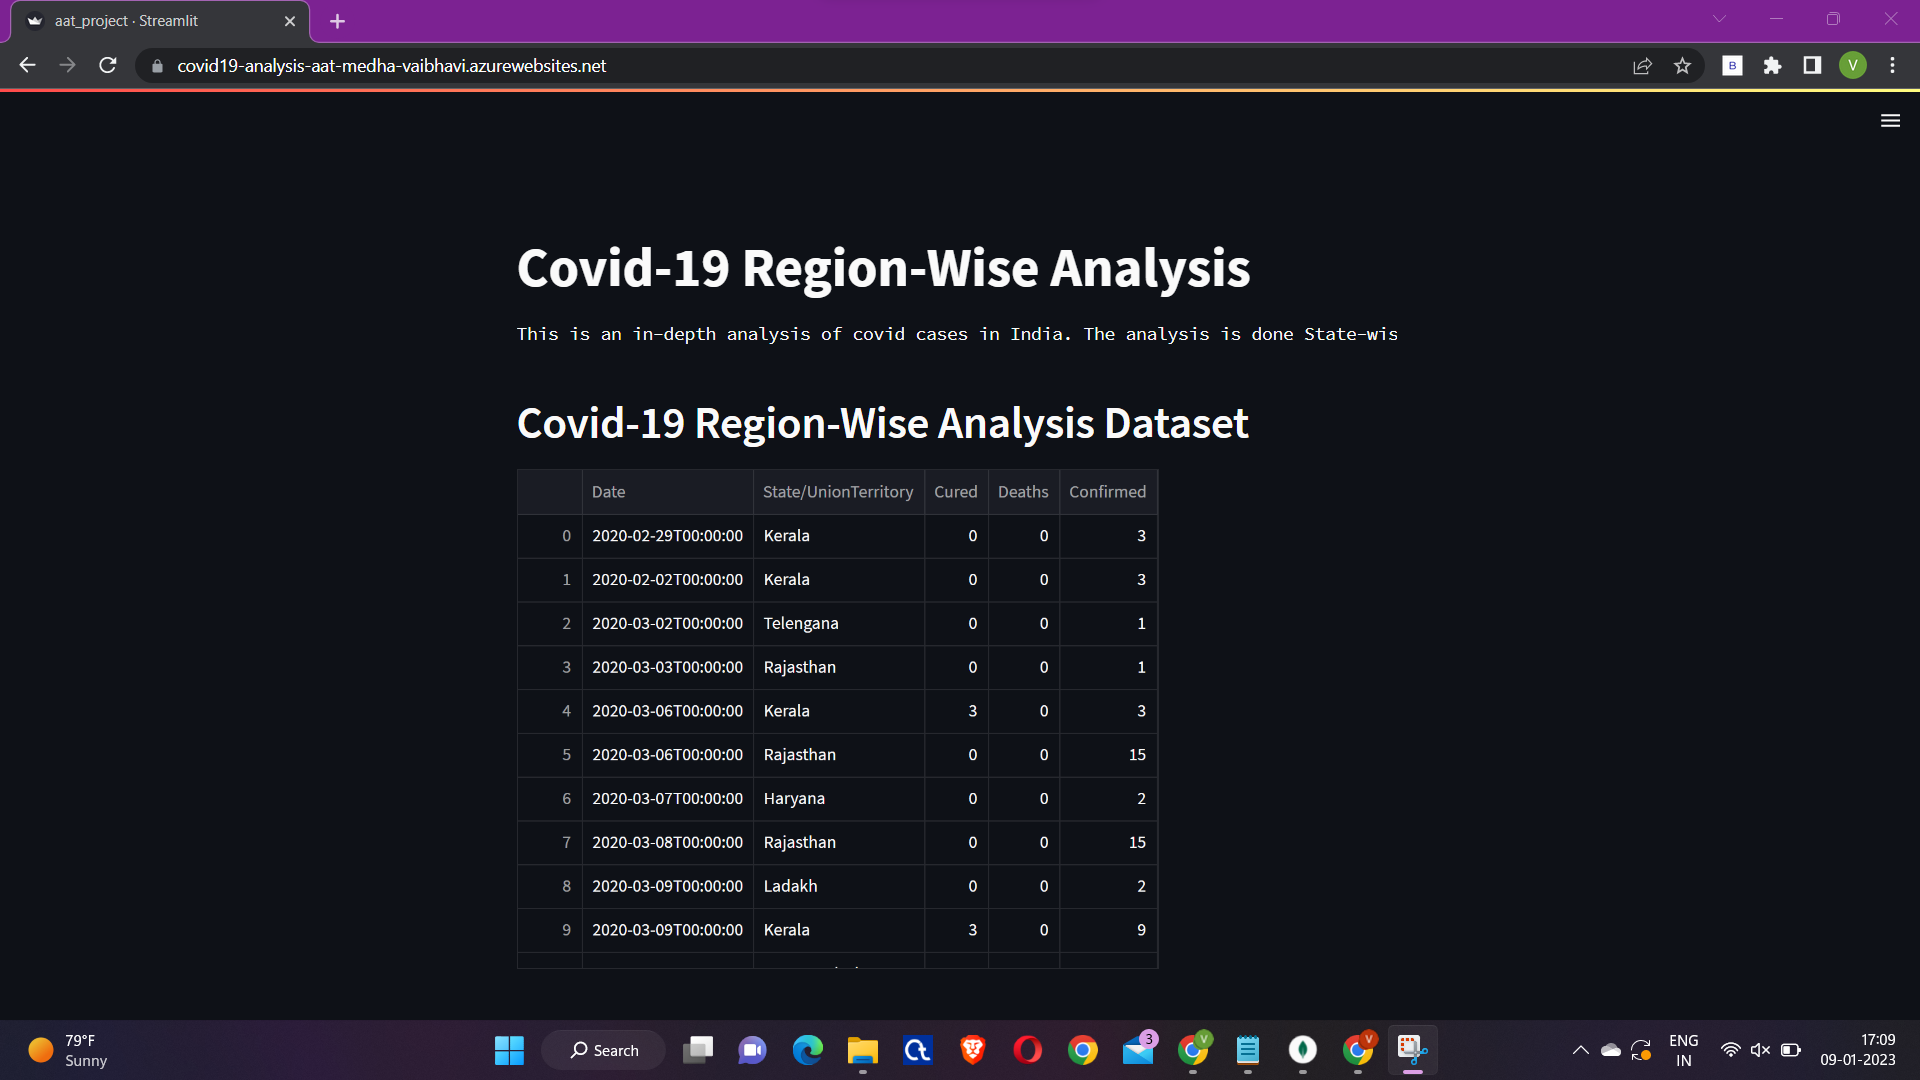 aat_project · Streamlit
covid19-analysis-aat-medha-vaibhavi.azurewebsites.net
B
V
Covid-19 Region-Wise Analysis
This is an in-depth analysis of covid cases in India. The analysis is done State-wis
Covid-19 Region-Wise Analysis Dataset
Date State/UnionTerritory Cured Deaths Confirmed
0 2020-02-29T00:00:00 Kerala 0 0 3
1 2020-02-02T00:00:00 Kerala 0 0 3
2 2020-03-02T00:00:00 Telengana 0 0 1
3 2020-03-03T00:00:00 Rajasthan 0 0 1
4 2020-03-06T00:00:00 Kerala 3 0 3
5 2020-03-06T00:00:00 Rajasthan 0 0 15
6 2020-03-07T00:00:00 Haryana 0 0 2
7 2020-03-08T00:00:00 Rajasthan 0 0 15
8 2020-03-09T00:00:00 Ladakh 0 0 2
9 2020-03-09T00:00:00 Kerala 3 0 9
79°F
Sunny
Search
Ct
3
V
V
ENG
IN
17:09
09-01-2023